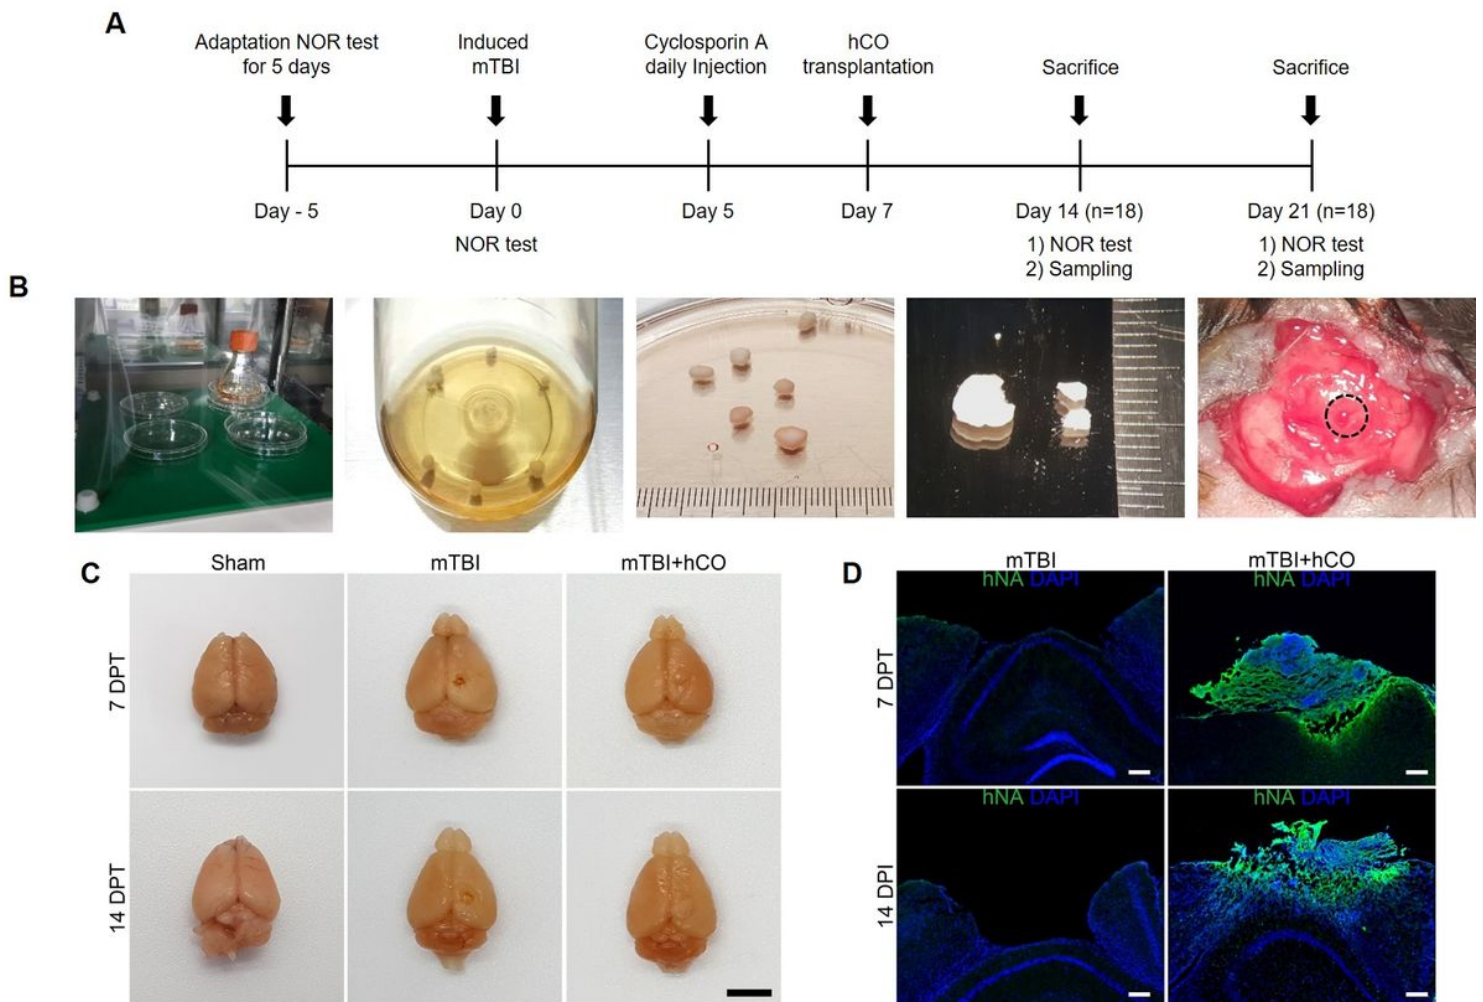 A
Adaptation NOR test
for 5 days
Induced
mTBI
Cyclosporin A
daily Injection
hCO
transplantation
Sacrifice
Sacrifice
Day - 5
Day 0
Day 5
Day 7
Day 14 (n=18)
Day 21 (n=18)
NOR test
1) NOR test
2) Sampling
1) NOR test
2) Sampling
B
C
Sham
mTBI
mTBI+hCO
7 DPT
14 DPT
D
mTBI
mTBI+hCO
hNA DAPI
hNA DAPI
7 DPT
hNA DAPI
hNA DAPI
14 DPI